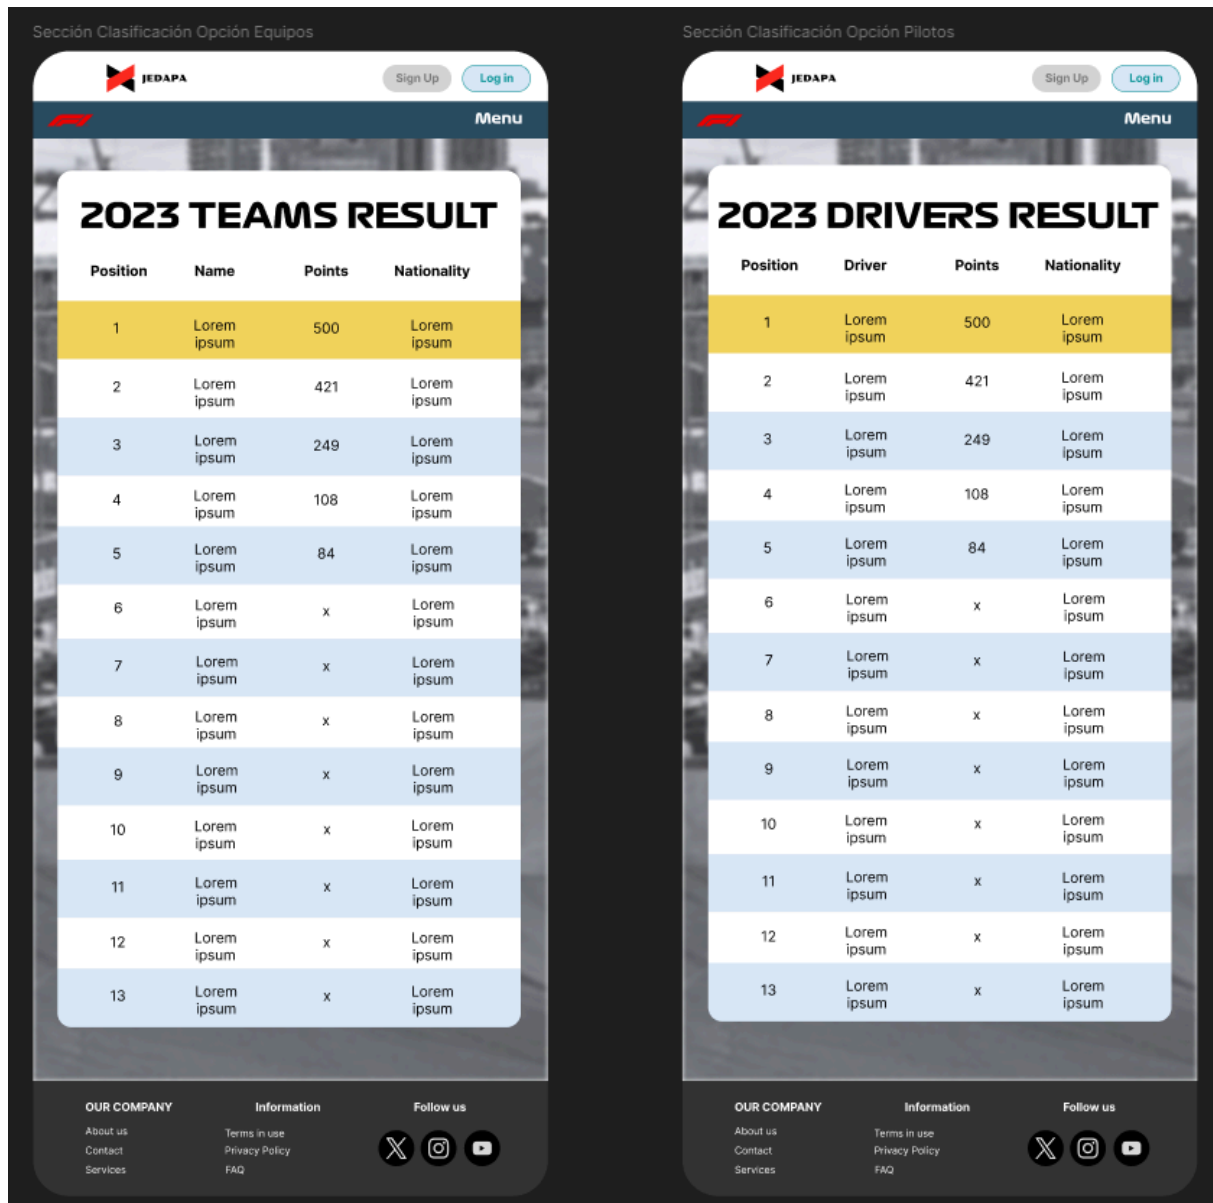 Sección Clasificación Opción Equipos
JEDAPA
Sign Up
Log in
Menu
2023 TEAMS RESULT
Position Name Points Nationality
1 Lorem ipsum 500 Lorem ipsum
2 Lorem ipsum 421 Lorem ipsum
3 Lorem ipsum 249 Lorem ipsum
4 Lorem ipsum 108 Lorem ipsum
5 Lorem ipsum 84 Lorem ipsum
6 Lorem ipsum x Lorem ipsum
7 Lorem ipsum x Lorem ipsum
8 Lorem ipsum x Lorem ipsum
9 Lorem ipsum x Lorem ipsum
10 Lorem ipsum x Lorem ipsum
11 Lorem ipsum x Lorem ipsum
12 Lorem ipsum x Lorem ipsum
13 Lorem ipsum x Lorem ipsum
OUR COMPANY Information Follow us
About us Terms in use
Contact Privacy Policy
Services FAQ
Sección Clasificación Opción Pilotos
JEDAPA
Sign Up
Log in
Menu
2023 DRIVERS RESULT
Position Driver Points Nationality
1 Lorem ipsum 500 Lorem ipsum
2 Lorem ipsum 421 Lorem ipsum
3 Lorem ipsum 249 Lorem ipsum
4 Lorem ipsum 108 Lorem ipsum
5 Lorem ipsum 84 Lorem ipsum
6 Lorem ipsum x Lorem ipsum
7 Lorem ipsum x Lorem ipsum
8 Lorem ipsum x Lorem ipsum
9 Lorem ipsum x Lorem ipsum
10 Lorem ipsum x Lorem ipsum
11 Lorem ipsum x Lorem ipsum
12 Lorem ipsum x Lorem ipsum
13 Lorem ipsum x Lorem ipsum
OUR COMPANY Information Follow us
About us Terms in use
Contact Privacy Policy
Services FAQ